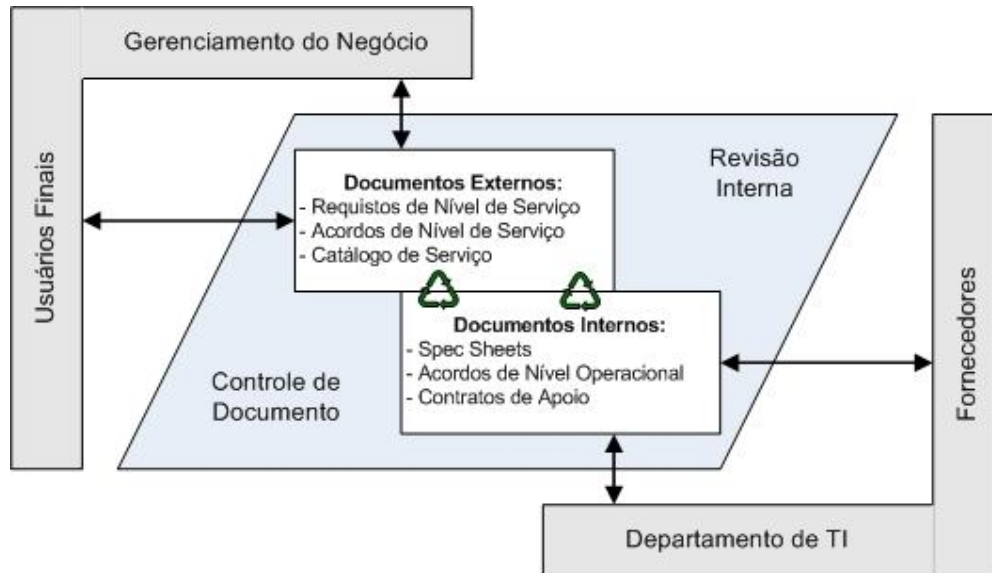 Gerenciamento do Negócio
Usuários Finais
Revisão
Interna
Documentos Externos:
- Requistos de Nível de Serviço
- Acordos de Nível de Serviço
- Catálogo de Serviço
Documentos Internos:
- Spec Sheets
- Acordos de Nível Operacional
- Contratos de Apoio
Controle de
Documento
Fornecedores
Departamento de TI